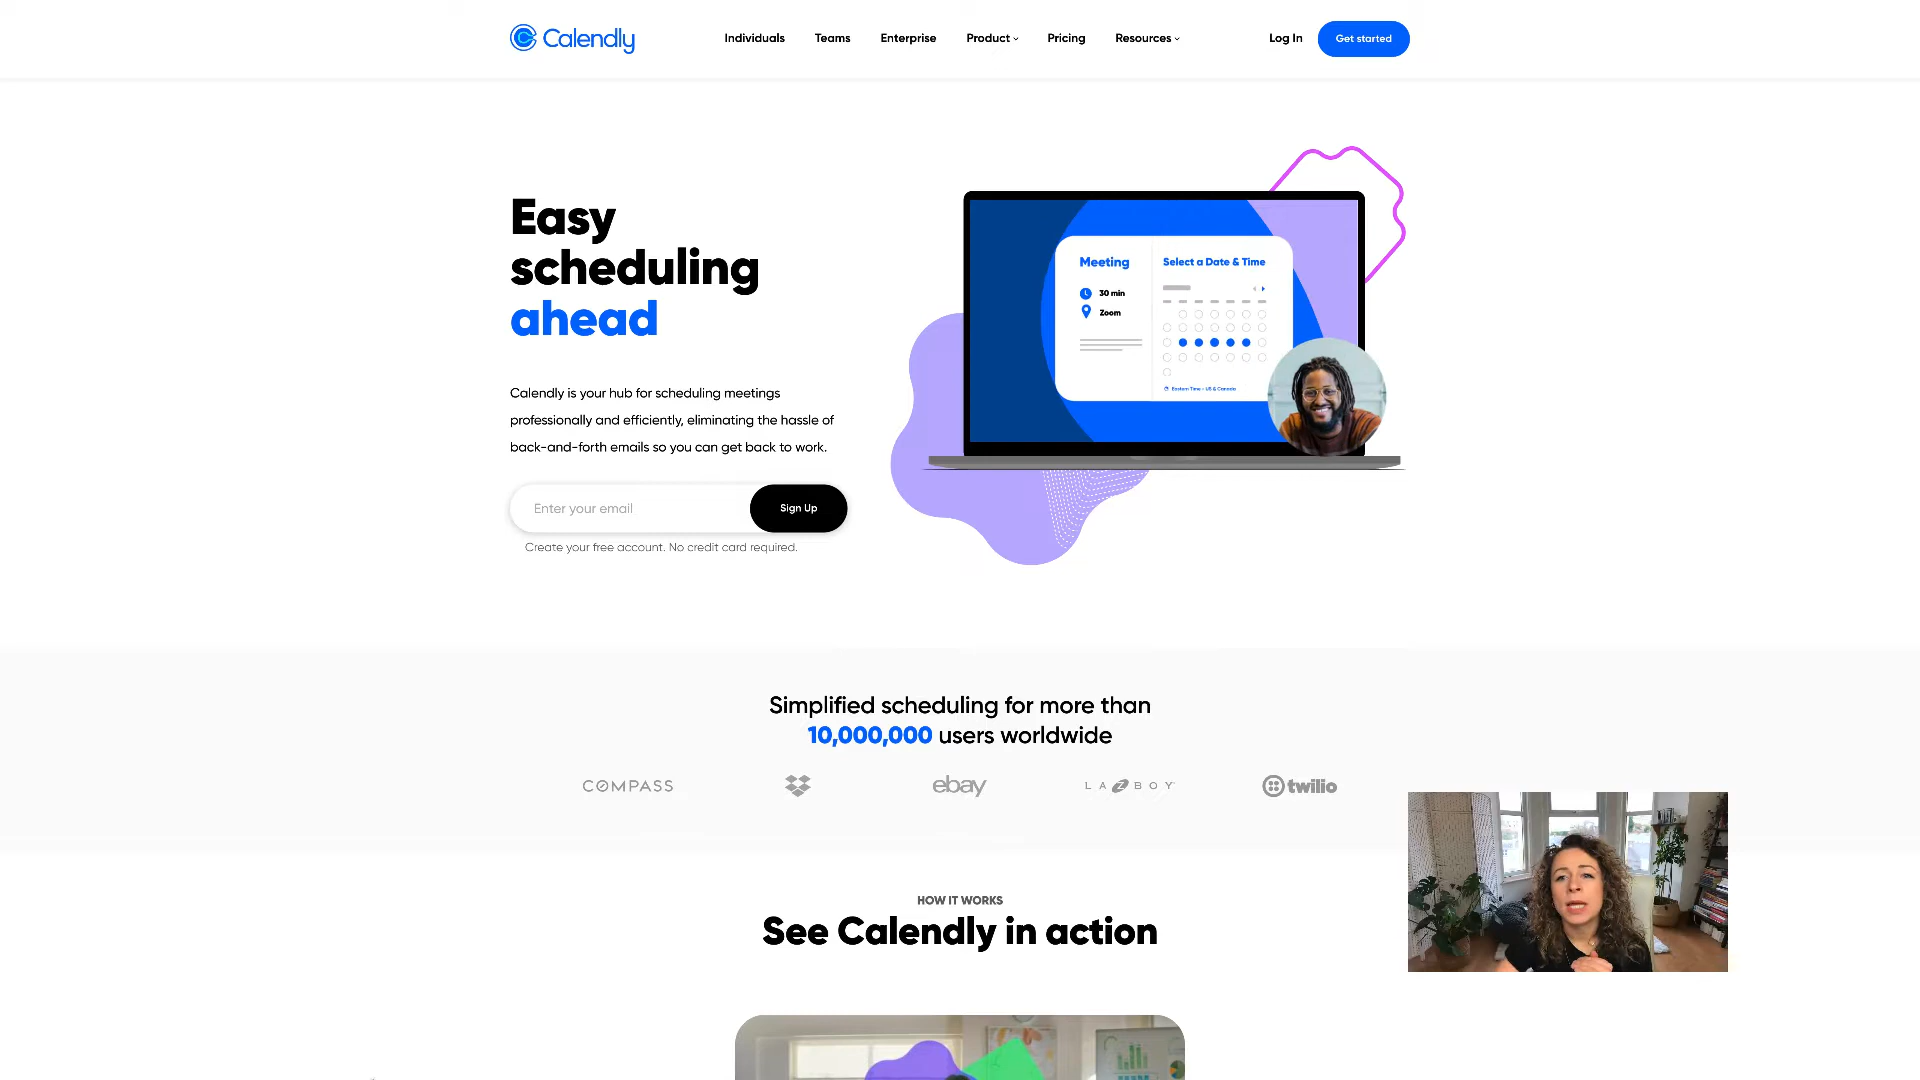 Calendly
Individuals
Teams
Enterprise
Product
Pricing
Resources
Log In
Get started
Easy
scheduling
ahead
Calendly is your hub for scheduling meetings
professionally and efficiently, eliminating the hassle of
back-and-forth emails so you can get back to work.
Enter your email
Sign Up
Create your free account. No credit card required.
Meeting
30 min
Zoom
Select a Date & Time
Eastern Time - US & Canada
Simplified scheduling for more than
10,000,000 users worldwide
COMPASS
ebay
LA Z BOY
twilio
HOW IT WORKS
See Calendly in action